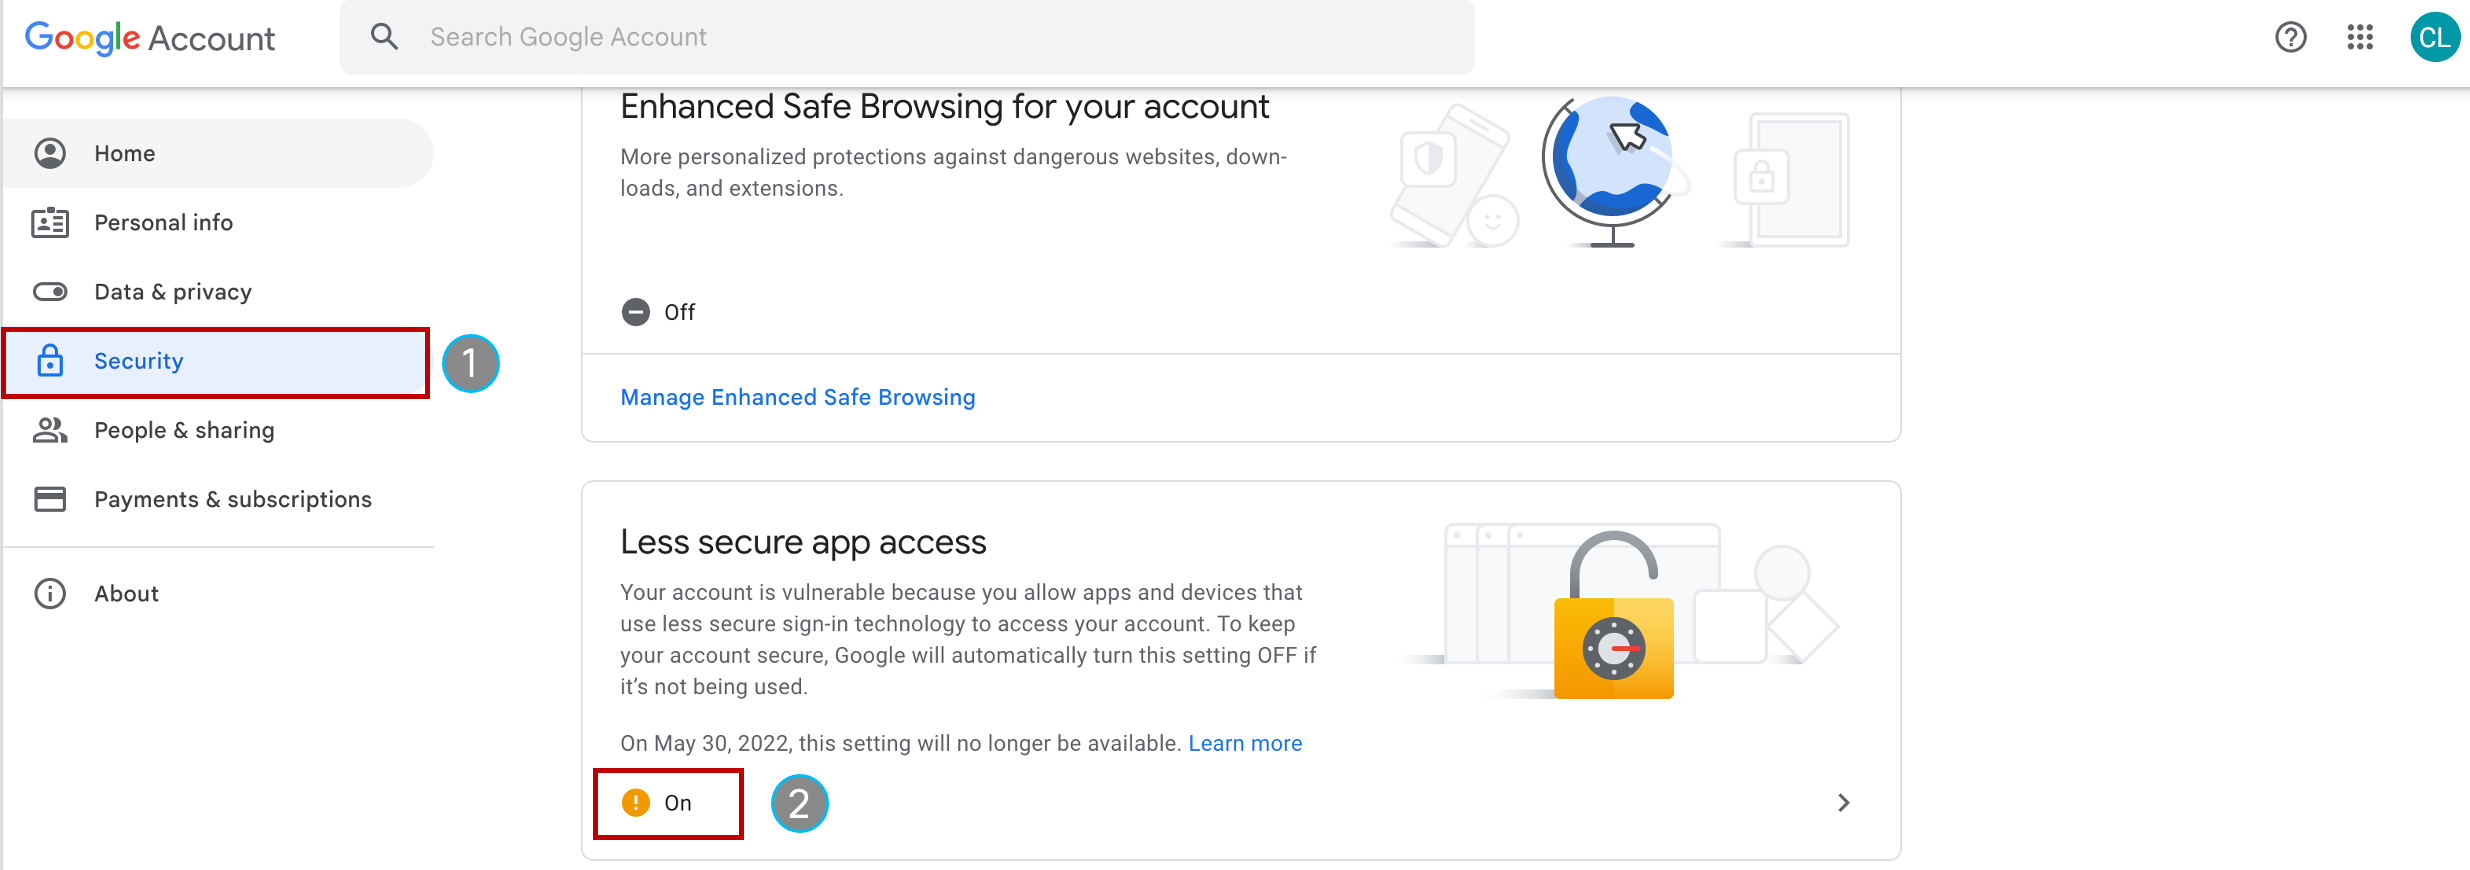 Google Account
Search Google Account
CL
Home
Personal info
Data & privacy
Security
1
People & sharing
Payments & subscriptions
About
Enhanced Safe Browsing for your account
More personalized protections against dangerous websites, down-
loads, and extensions.
Off
Manage Enhanced Safe Browsing
Less secure app access
Your account is vulnerable because you allow apps and devices that
use less secure sign-in technology to access your account. To keep
your account secure, Google will automatically turn this setting OFF if
it’s not being used.
On May 30, 2022, this setting will no longer be available. Learn more
On
2